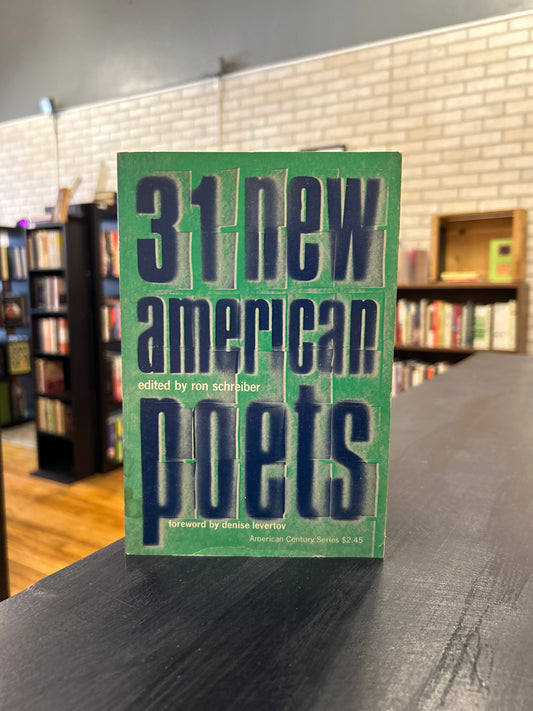 31 new
american
edited by ron schreiber
poets
foreword by denise levertov
American Century Series $2.45